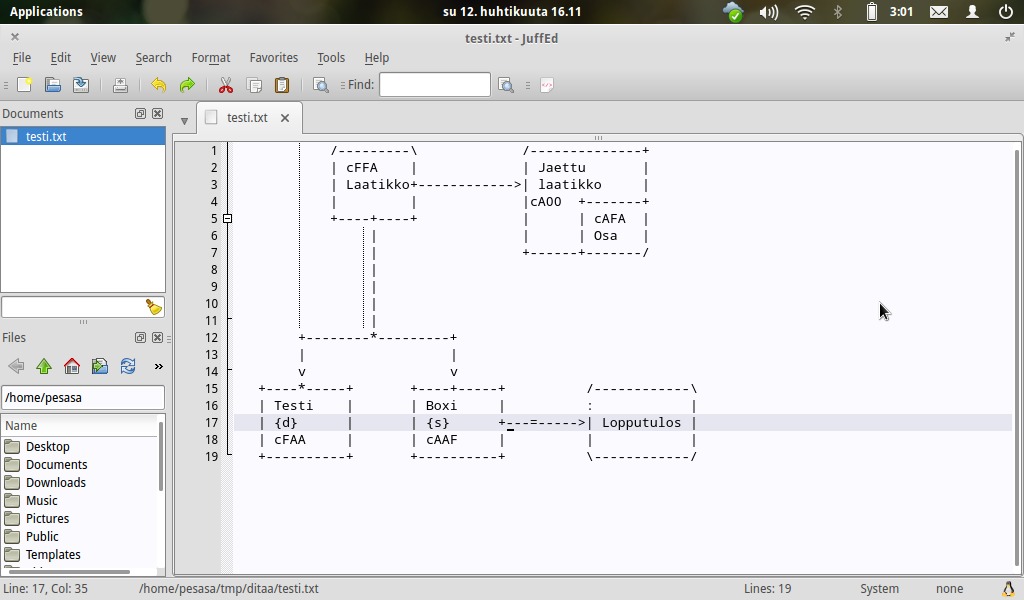 Applications su 12. huhtikuuta 16.11 3:01
testi.txt - JuffEd
File Edit View Search Format Favorites Tools Help
Find:
Documents
testi.txt
testi.txt
1 /---------\ /--------------+
2 | cFFA | | Jaettu |
3 | Laatikko+------------>| laatikko |
4 | | |cAOO +-------+
5 +----+----+ | | cAFA |
6 | | | Osa |
7 | +------+-------/
8 |
9 |
10 |
11 |
12 +--------*---------+
13 | |
14 v v
15 +----*-----+ +----+-----+ /------------\
16 | Testi | | Boxi | : |
17 | {d} | | {s} +---=----->| Lopputulos |
18 | cFAA | | cAAF | | |
19 +----------+ +----------+ \------------/
Files
»
/home/pesasa
Name
Desktop
Documents
Downloads
Music
Pictures
Public
Templates
Line: 17, Col: 35 /home/pesasa/tmp/ditaa/testi.txt Lines: 19 System none